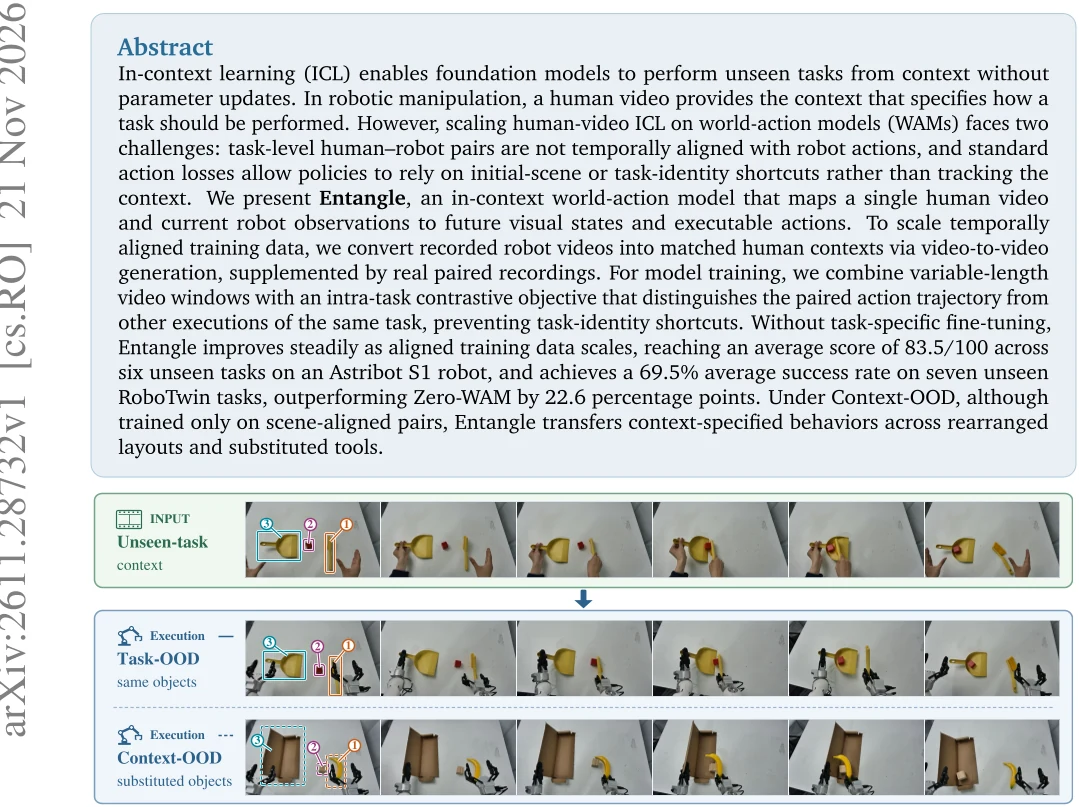 arXiv:2611.28732v1 [cs.RO] 21 Nov 2026
Abstract
In-context learning (ICL) enables foundation models to perform unseen tasks from context without
parameter updates. In robotic manipulation, a human video provides the context that specifies how a
task should be performed. However, scaling human-video ICL on world-action models (WAMs) faces two
challenges: task-level human–robot pairs are not temporally aligned with robot actions, and standard
action losses allow policies to rely on initial-scene or task-identity shortcuts rather than tracking the
context. We present Entangle, an in-context world-action model that maps a single human video
and current robot observations to future visual states and executable actions. To scale temporally
aligned training data, we convert recorded robot videos into matched human contexts via video-to-video
generation, supplemented by real paired recordings. For model training, we combine variable-length
video windows with an intra-task contrastive objective that distinguishes the paired action trajectory from
other executions of the same task, preventing task-identity shortcuts. Without task-specific fine-tuning,
Entangle improves steadily as aligned training data scales, reaching an average score of 83.5/100 across
six unseen tasks on an Astribot S1 robot, and achieves a 69.5% average success rate on seven unseen
RoboTwin tasks, outperforming Zero-WAM by 22.6 percentage points. Under Context-OOD, although
trained only on scene-aligned pairs, Entangle transfers context-specified behaviors across rearranged
layouts and substituted tools.
INPUT
Unseen-task
context
3 2 1
Execution
Task-OOD
same objects
3 2 1
Execution
Context-OOD
substituted objects
3 2 1